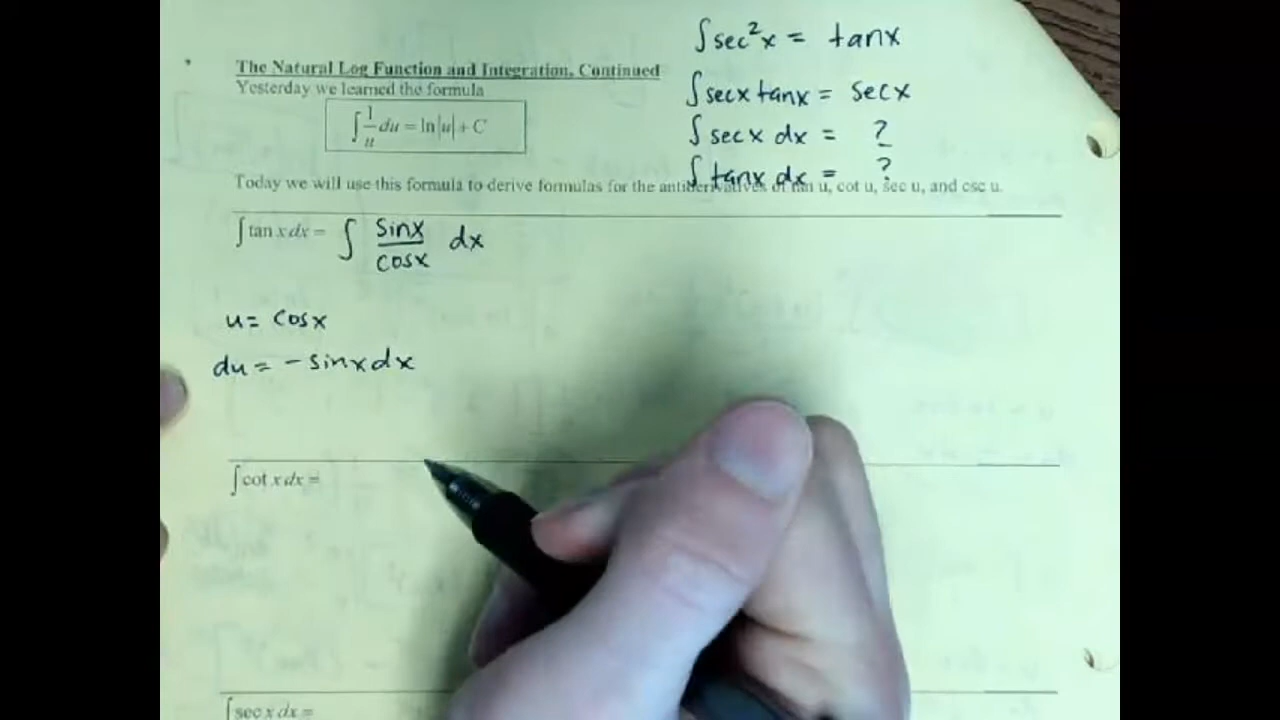 ∫sec²x = tanx
The Natural Log Function and Integration, Continued
Yesterday we learned the formula
∫secx tanx = secx
∫1/u du = ln|u| + C
∫secx dx = ?
∫tanx dx = ?
Today we will use this formula to derive formulas for the antiderivatives of tan u, cot u, sec u, and csc u.
∫tan x dx = ∫ sinx/cosx dx
u = cosx
du = -sinxdx
∫cot x dx =
∫sec x dx =